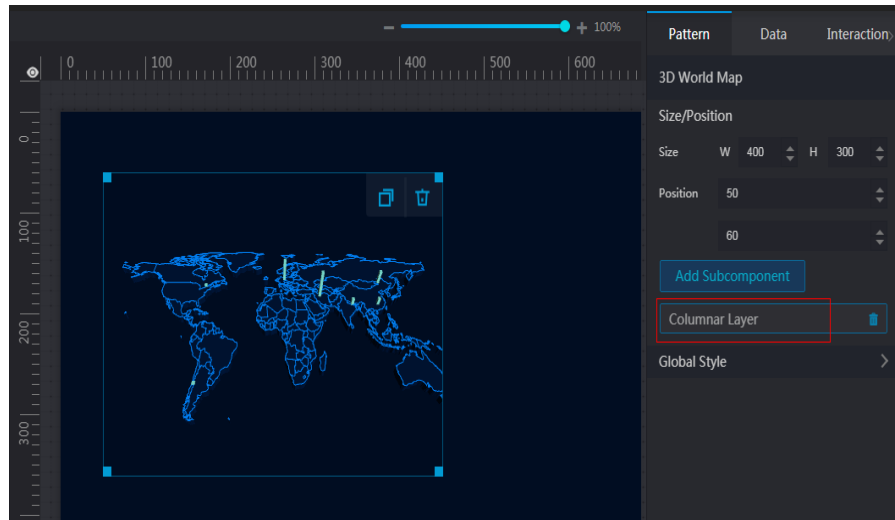 100%
Pattern Data Interaction
0 100 200 300 400 500 600
3D World Map
Size/Position
Size W 400 H 300
Position 50
60
Add Subcomponent
Columnar Layer
Global Style
0
100
200
300